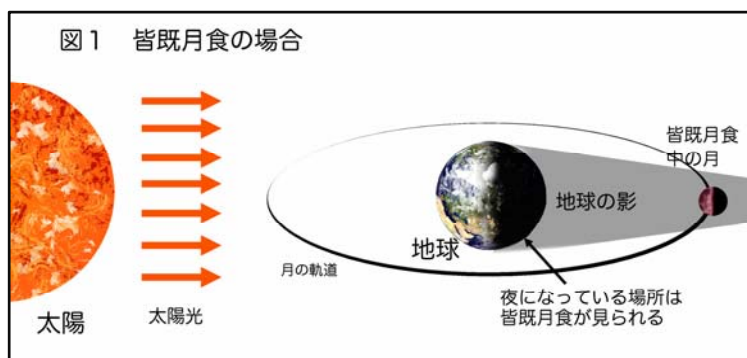 図1 皆既月食の場合
皆既月食
中の月
地球の影
地球
月の軌道
夜になっている場所は
皆既月食が見られる
太陽
太陽光